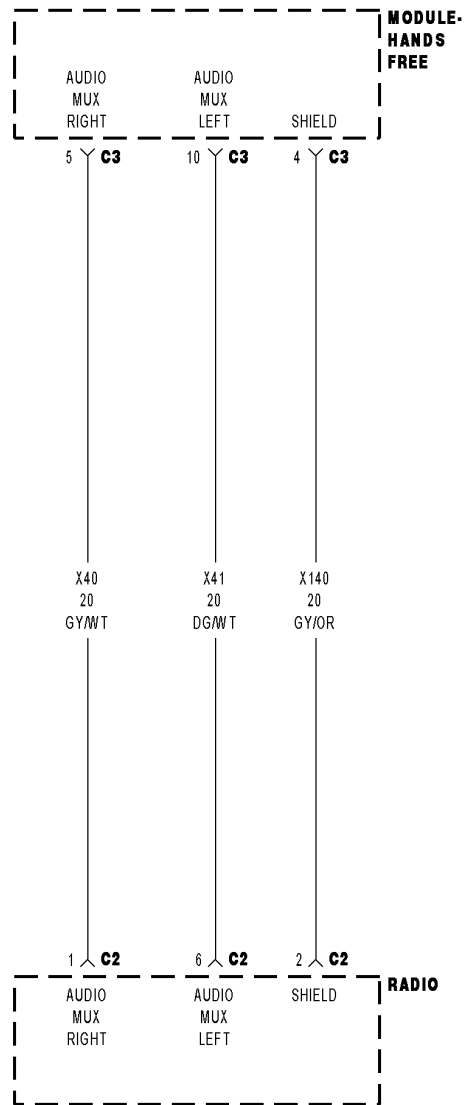 MODULE-
HANDS
FREE
AUDIO
MUX
RIGHT
AUDIO
MUX
LEFT
SHIELD
5 C3
10 C3
4 C3
X40
20
GY/WT
X41
20
DG/WT
X140
20
GY/OR
1 C2
6 C2
2 C2
RADIO
AUDIO
MUX
RIGHT
AUDIO
MUX
LEFT
SHIELD